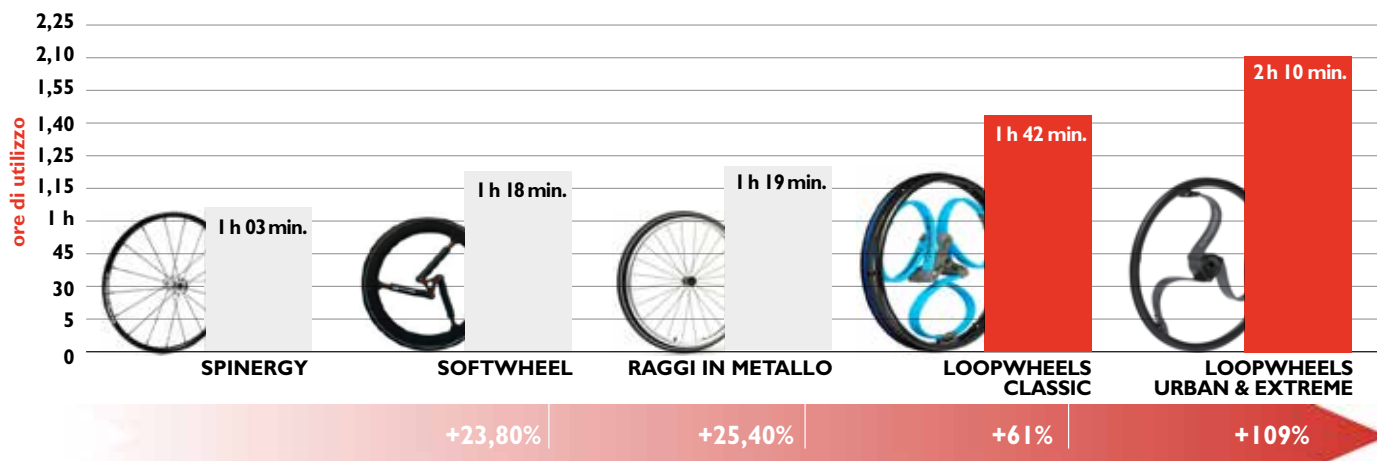 ore di utilizzo
2,25
2,10
1,55
1,40
1,25
1,15
1 h
45
30
5
0
1 h 03 min.
1 h 18 min.
1 h 19 min.
1 h 42 min.
2 h 10 min.
SPINERGY
SOFTWHEEL
RAGGI IN METALLO
LOOPWHEELS
CLASSIC
LOOPWHEELS
URBAN & EXTREME
+23,80%
+25,40%
+61%
+109%